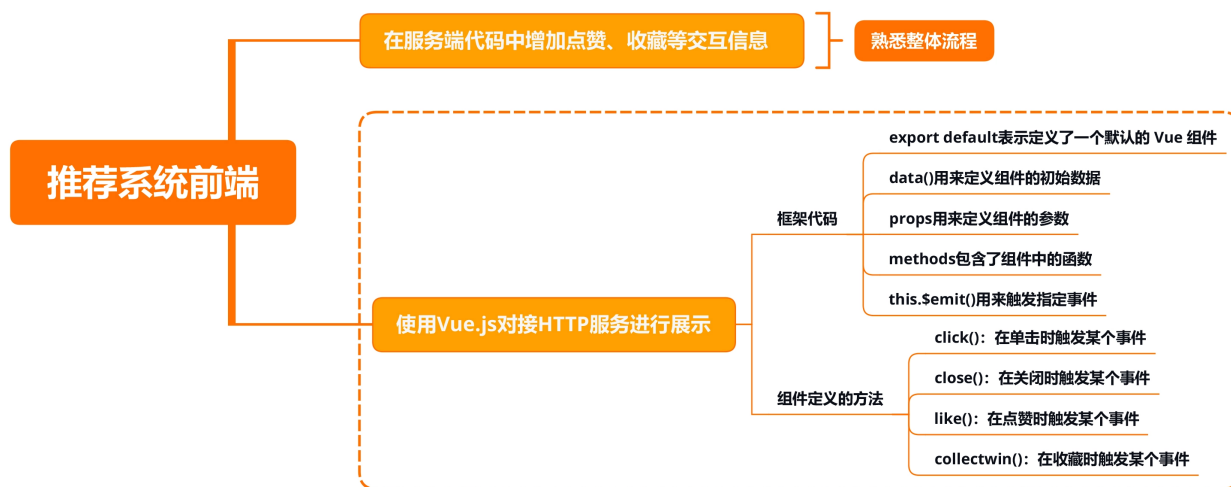 推荐系统前端
在服务端代码中增加点赞、收藏等交互信息
熟悉整体流程
使用Vue.js对接HTTP服务进行展示
框架代码
export default表示定义了一个默认的 Vue 组件
data()用来定义组件的初始数据
props用来定义组件的参数
methods包含了组件中的函数
this.$emit()用来触发指定事件
组件定义的方法
click()：在单击时触发某个事件
close()：在关闭时触发某个事件
like()：在点赞时触发某个事件
collectwin()：在收藏时触发某个事件